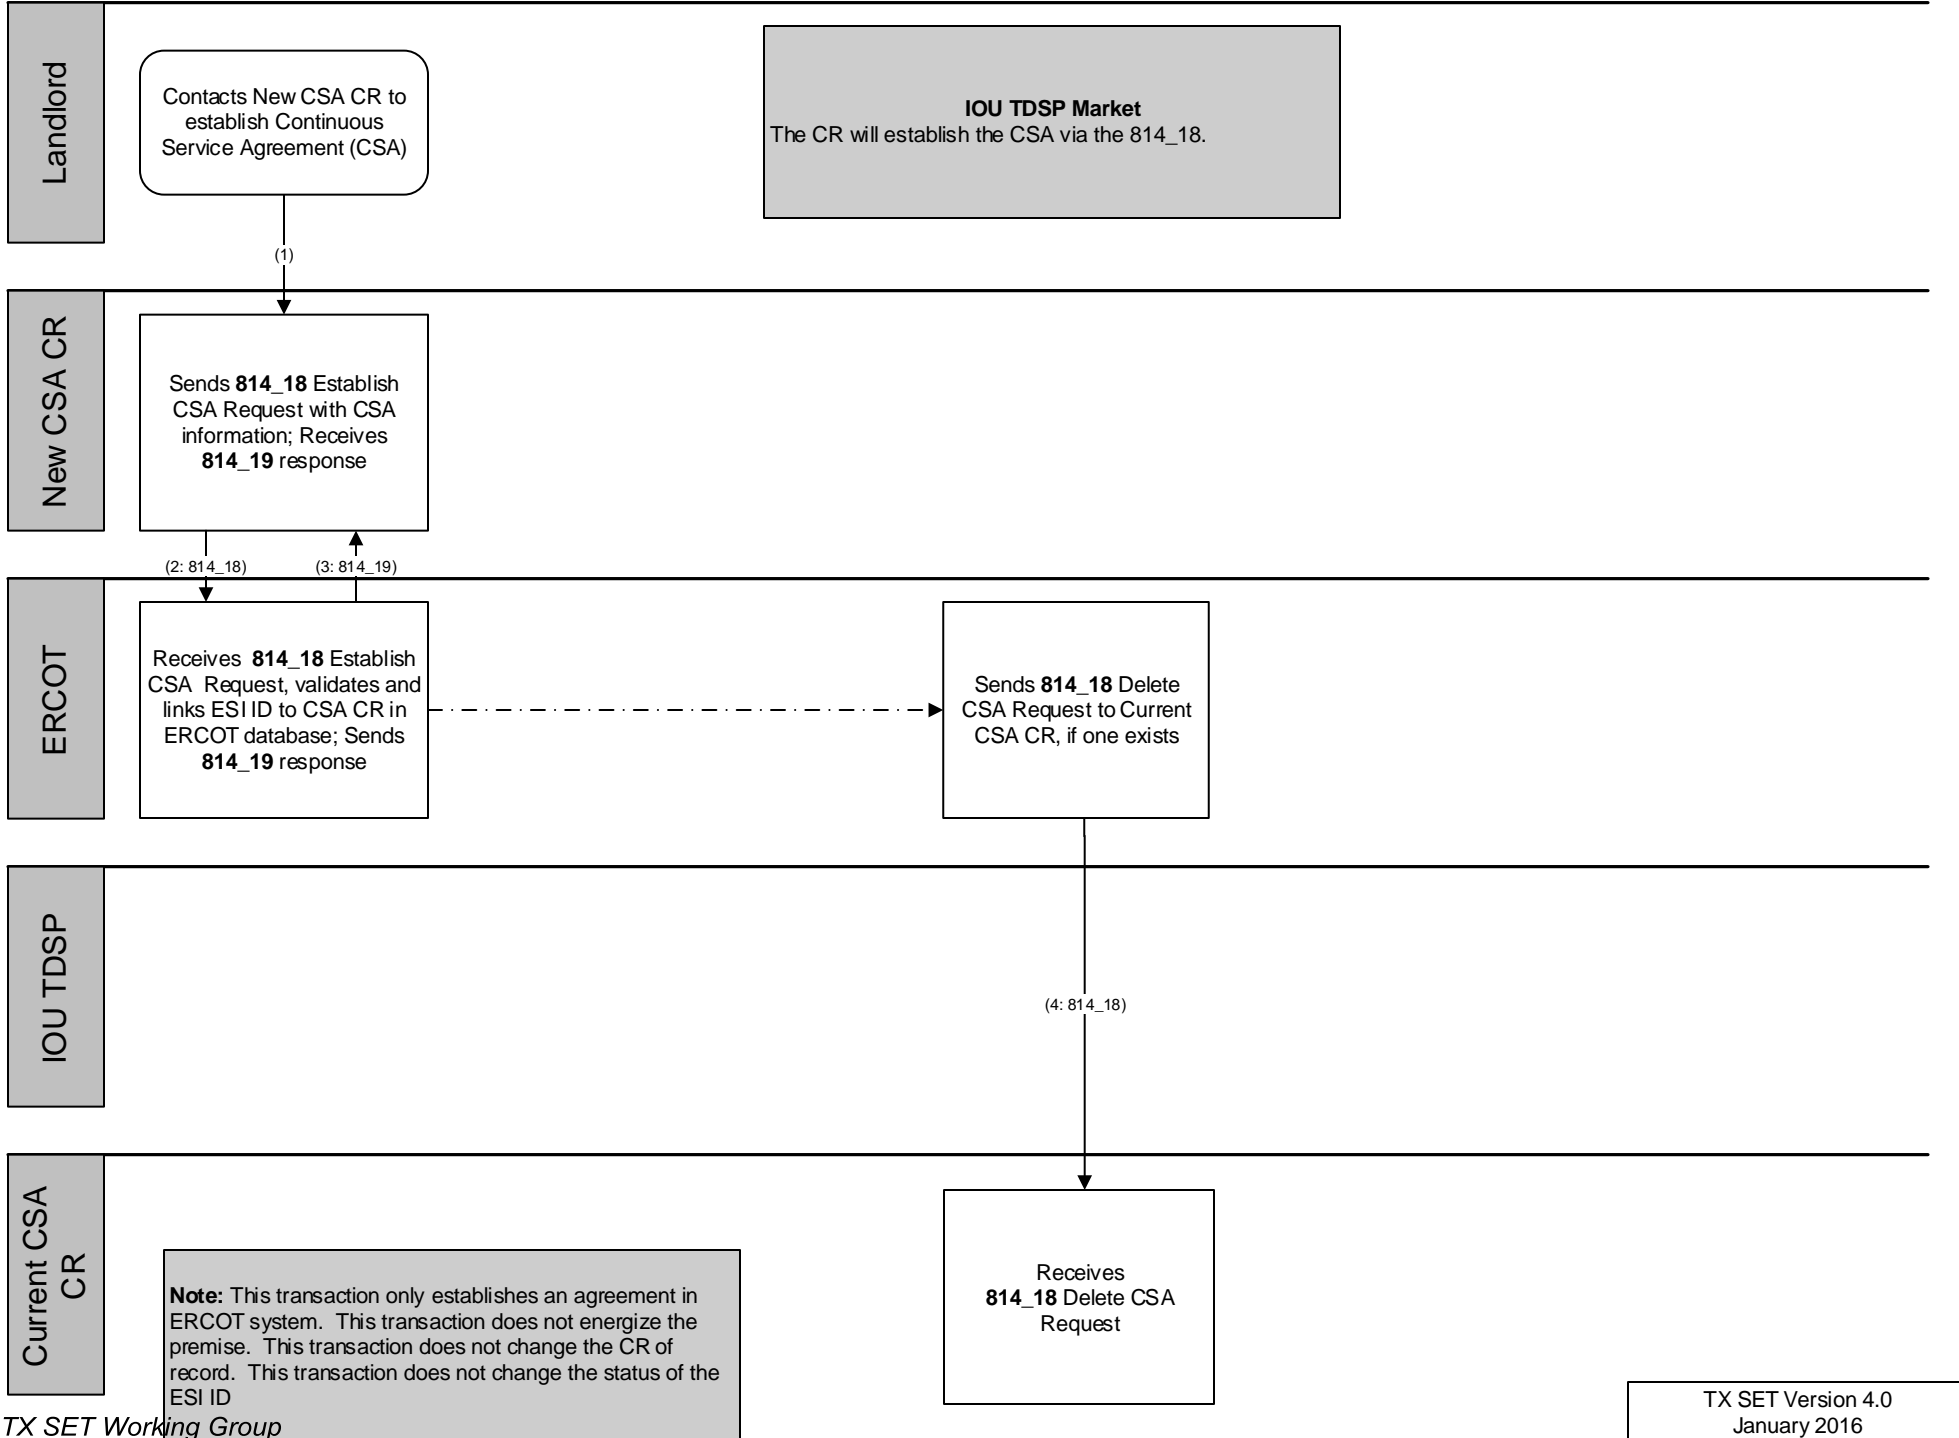 Landlord
Contacts New CSA CR to
establish Continuous
Service Agreement (CSA)
IOU TDSP Market
The CR will establish the CSA via the 814_18.
(1)
New CSA CR
Sends 814_18 Establish
CSA Request with CSA
information; Receives
814_19 response
(2: 814_18)
(3: 814_19)
ERCOT
Receives 814_18 Establish
CSA Request, validates and
links ESI ID to CSA CR in
ERCOT database; Sends
814_19 response
Sends 814_18 Delete
CSA Request to Current
CSA CR, if one exists
IOU TDSP
(4: 814_18)
Current CSA
CR
Note: This transaction only establishes an agreement in
ERCOT system. This transaction does not energize the
premise. This transaction does not change the CR of
record. This transaction does not change the status of the
ESI ID
Receives
814_18 Delete CSA
Request
TX SET Working Group
TX SET Version 4.0
January 2016